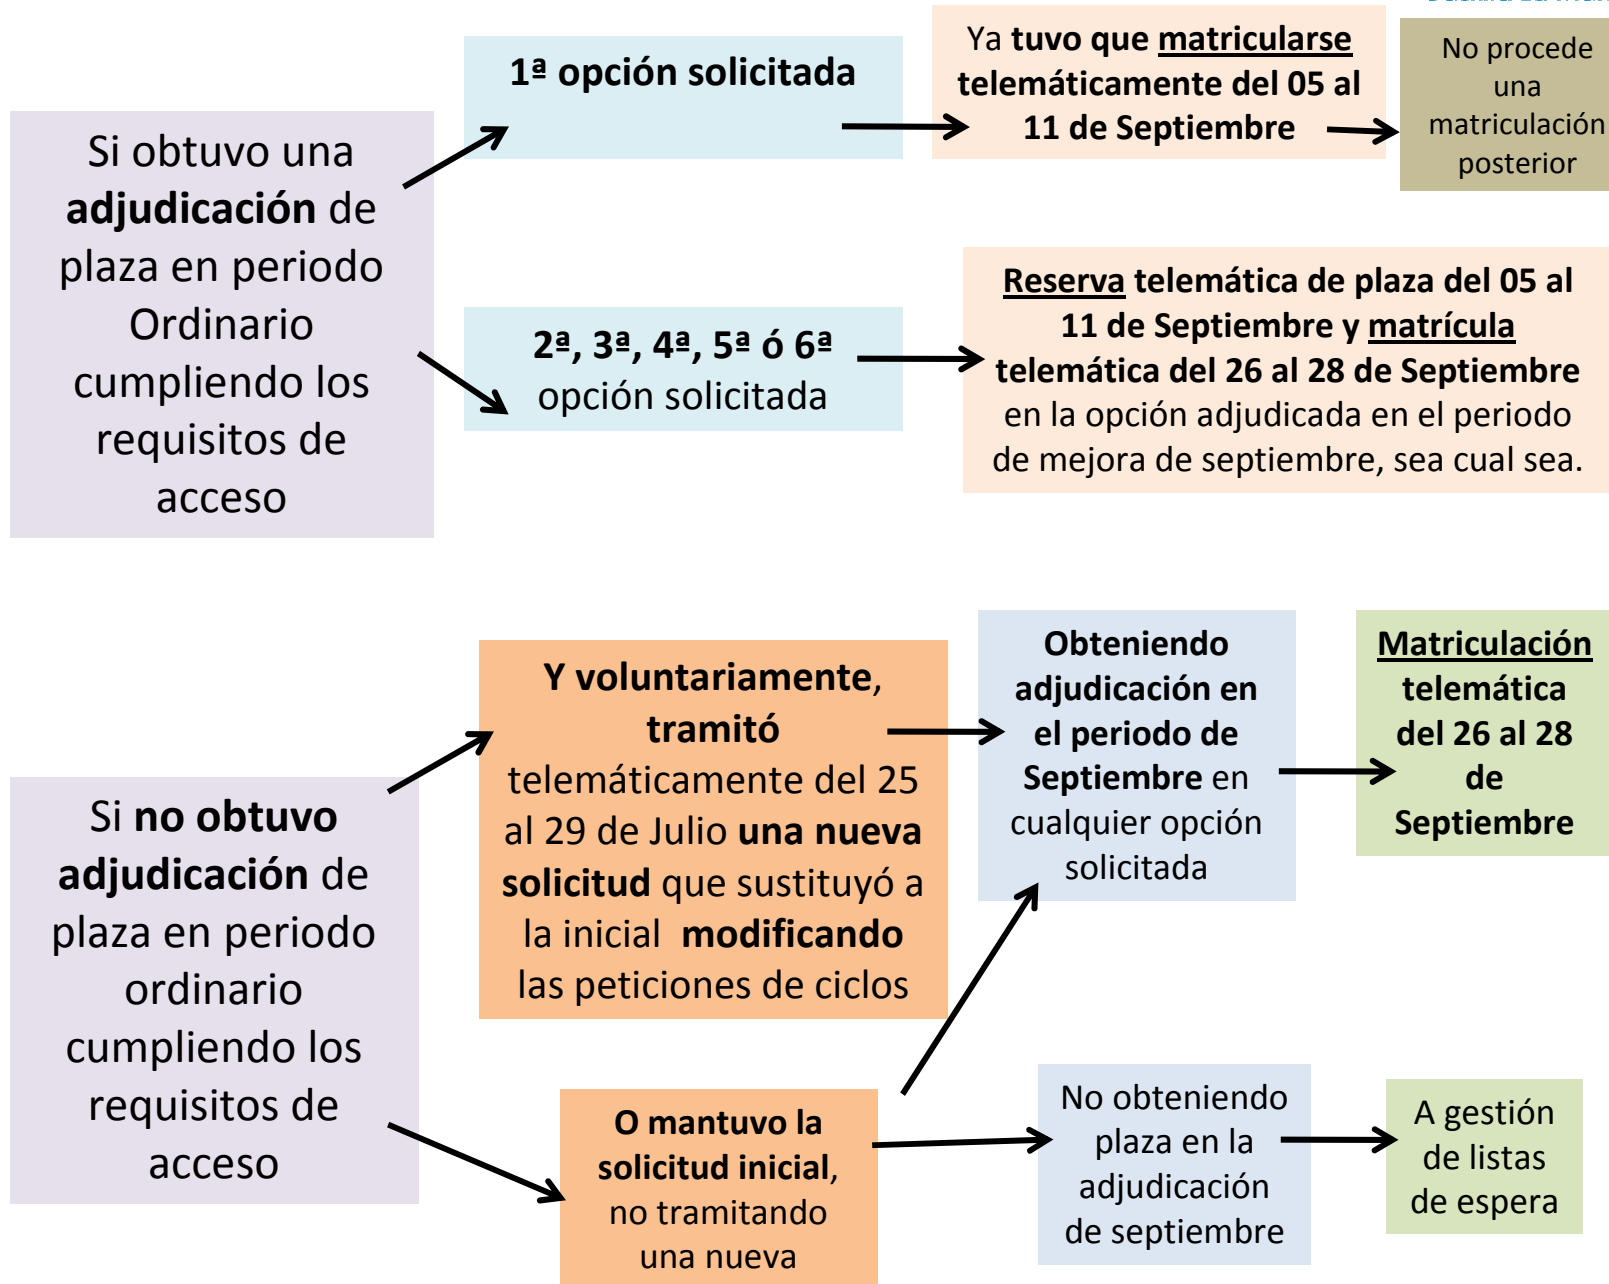 1ª opción solicitada
Ya tuvo que matricularse
telemáticamente del 05 al
11 de Septiembre
No procede
una
matriculación
posterior
Si obtuvo una
adjudicación de
plaza en periodo
Ordinario
cumpliendo los
requisitos de
acceso
2ª, 3ª, 4ª, 5ª ó 6ª
opción solicitada
Reserva telemática de plaza del 05 al
11 de Septiembre y matrícula
telemática del 26 al 28 de Septiembre
en la opción adjudicada en el periodo
de mejora de septiembre, sea cual sea.
Si no obtuvo
adjudicación de
plaza en periodo
ordinario
cumpliendo los
requisitos de
acceso
Y voluntariamente,
tramitó
telemáticamente del 25
al 29 de Julio una nueva
solicitud que sustituyó a
la inicial modificando
las peticiones de ciclos
Obteniendo
adjudicación en
el periodo de
Septiembre en
cualquier opción
solicitada
Matriculación
telemática
del 26 al 28
de
Septiembre
O mantuvo la
solicitud inicial,
no tramitando
una nueva
No obteniendo
plaza en la
adjudicación
de septiembre
A gestión
de listas
de espera